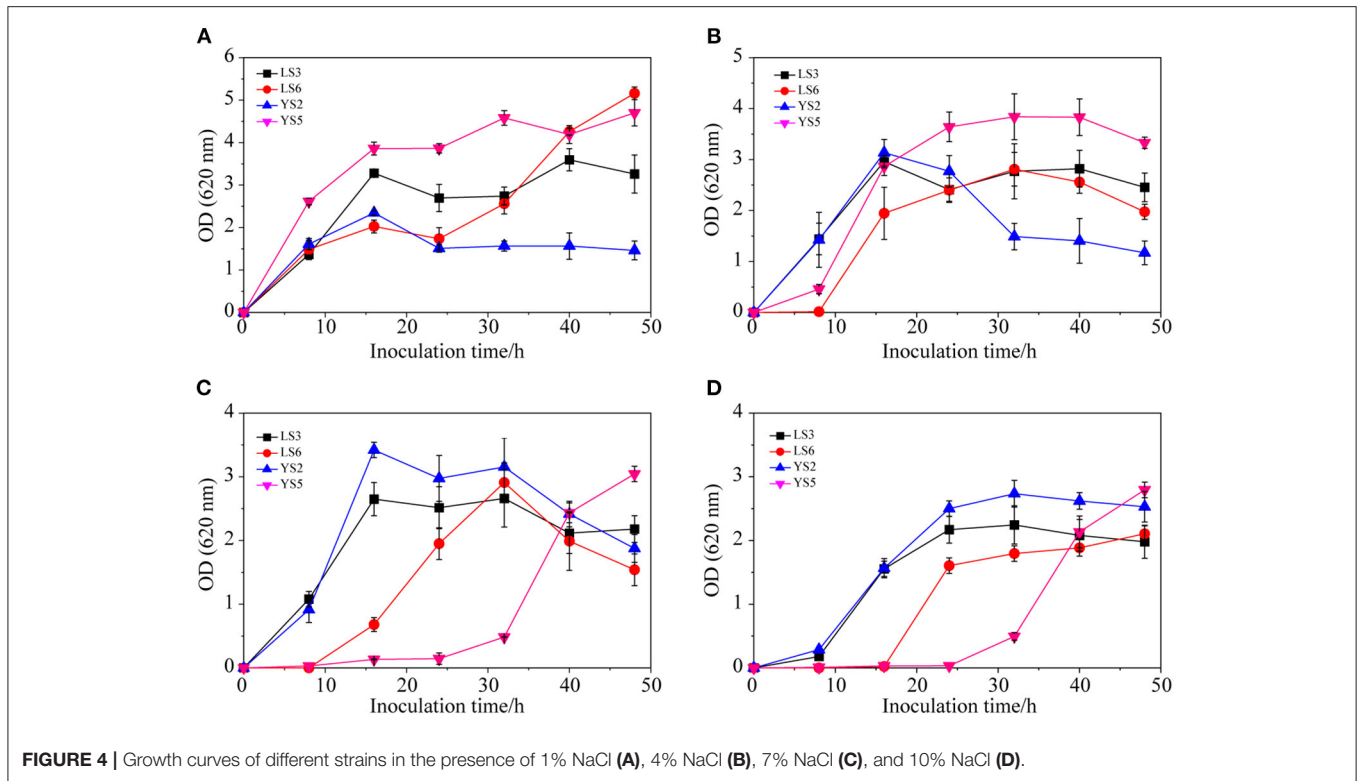 A
6
5
4
3
2
1
0
OD (620 nm)
LS3
LS6
YS2
YS5
0 10 20 30 40 50
Inoculation time/h
B
5
4
3
2
1
0
OD (620 nm)
LS3
LS6
YS2
YS5
0 10 20 30 40 50
Inoculation time/h
C
4
3
2
1
0
OD (620 nm)
LS3
LS6
YS2
YS5
0 10 20 30 40 50
Inoculation time/h
D
4
3
2
1
0
OD (620 nm)
LS3
LS6
YS2
YS5
0 10 20 30 40 50
Inoculation time/h
FIGURE 4 | Growth curves of different strains in the presence of 1% NaCl (A), 4% NaCl (B), 7% NaCl (C), and 10% NaCl (D).